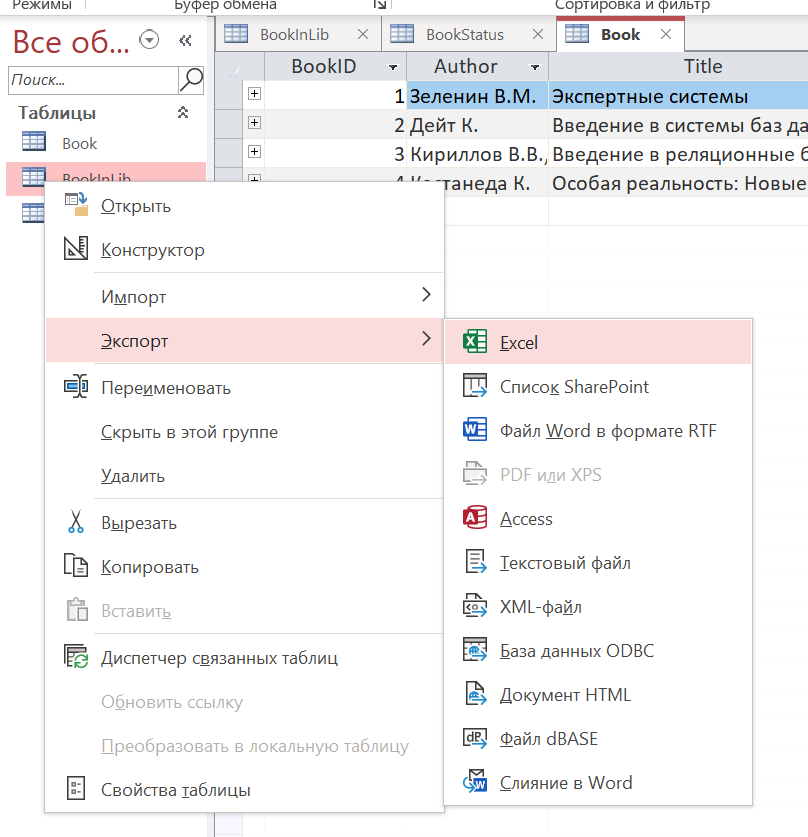 Режимы Буфер обмена Сортировка и фильтр
Все об...
BookInLib BookStatus Book
Поиск...
BookID Author Title
Таблицы
1 Зеленин В.М. Экспертные системы
Book
2 Дейт К. Введение в системы баз да
3 Кириллов В.В., Введение в реляционные б
BookInLib
4 Кастанеда К. Особая реальность: Новые
Открыть
Конструктор
Импорт
Экспорт
Переименовать
Скрыть в этой группе
Удалить
Вырезать
Копировать
Вставить
Диспетчер связанных таблиц
Обновить ссылку
Преобразовать в локальную таблицу
Свойства таблицы
Excel
Список SharePoint
Файл Word в формате RTF
PDF или XPS
Access
Текстовый файл
XML-файл
База данных ODBC
Документ HTML
Файл dBASE
Слияние в Word